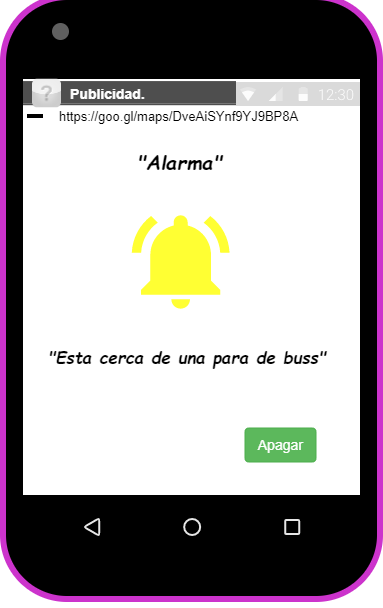 ? Publicidad. 12:30
https://goo.gl/maps/DveAiSYnf9YJ9BP8A
"Alarma"
"Esta cerca de una para de buss"
Apagar